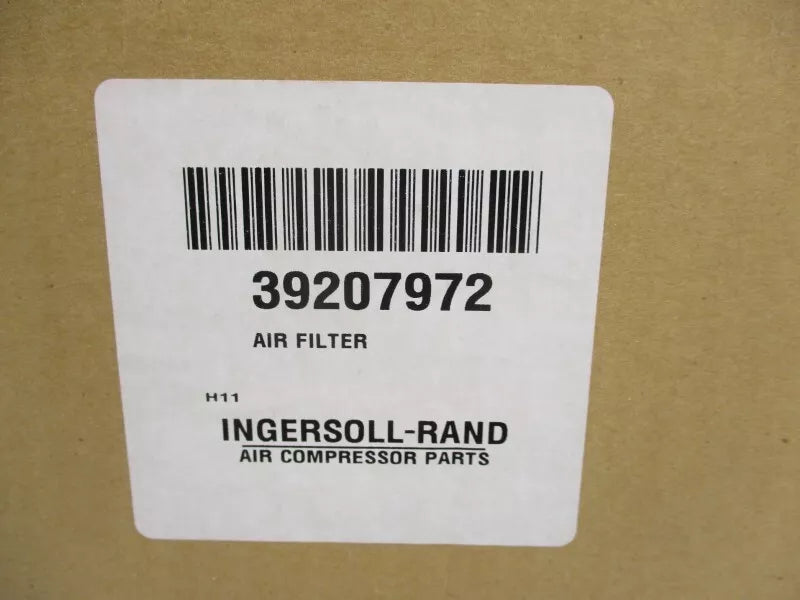 39207972
AIR FILTER
H11
INGERSOLL-RAND
AIR COMPRESSOR PARTS